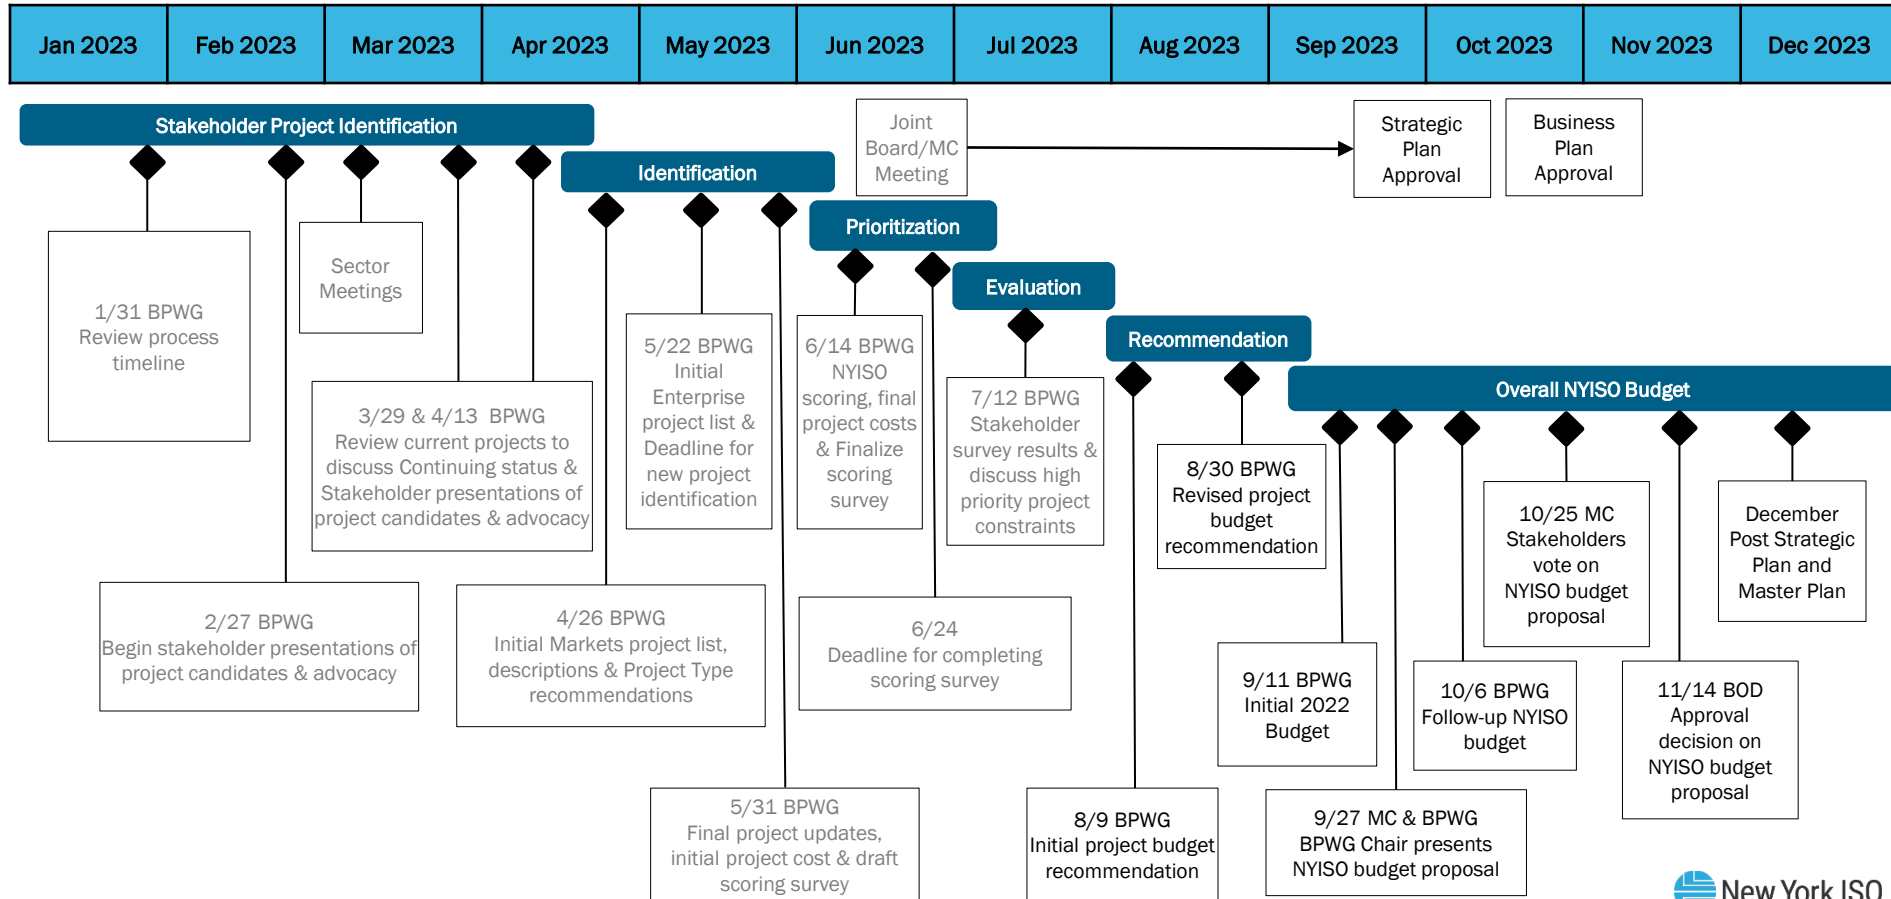 Jan 2023
Feb 2023
Mar 2023
Apr 2023
May 2023
Jun 2023
Jul 2023
Aug 2023
Sep 2023
Oct 2023
Nov 2023
Dec 2023
Stakeholder Project Identification
Identification
Prioritization
Evaluation
Recommendation
Overall NYISO Budget
Joint
Board/MC
Meeting
Strategic
Plan
Approval
Business
Plan
Approval
1/31 BPWG
Review process
timeline
2/27 BPWG
Begin stakeholder presentations of
project candidates & advocacy
Sector
Meetings
3/29 & 4/13 BPWG
Review current projects to
discuss Continuing status &
Stakeholder presentations of
project candidates & advocacy
4/26 BPWG
Initial Markets project list,
descriptions & Project Type
recommendations
5/22 BPWG
Initial
Enterprise
project list &
Deadline for
new project
identification
5/31 BPWG
Final project updates,
initial project cost & draft
scoring survey
6/14 BPWG
NYISO
scoring, final
project costs
& Finalize
scoring
survey
6/24
Deadline for completing
scoring survey
7/12 BPWG
Stakeholder
survey results &
discuss high
priority project
constraints
8/9 BPWG
Initial project budget
recommendation
8/30 BPWG
Revised project
budget
recommendation
9/11 BPWG
Initial 2022
Budget
9/27 MC & BPWG
BPWG Chair presents
NYISO budget proposal
10/6 BPWG
Follow-up NYISO
budget
10/25 MC
Stakeholders
vote on
NYISO budget
proposal
11/14 BOD
Approval
decision on
NYISO budget
proposal
December
Post Strategic
Plan and
Master Plan
New York ISO